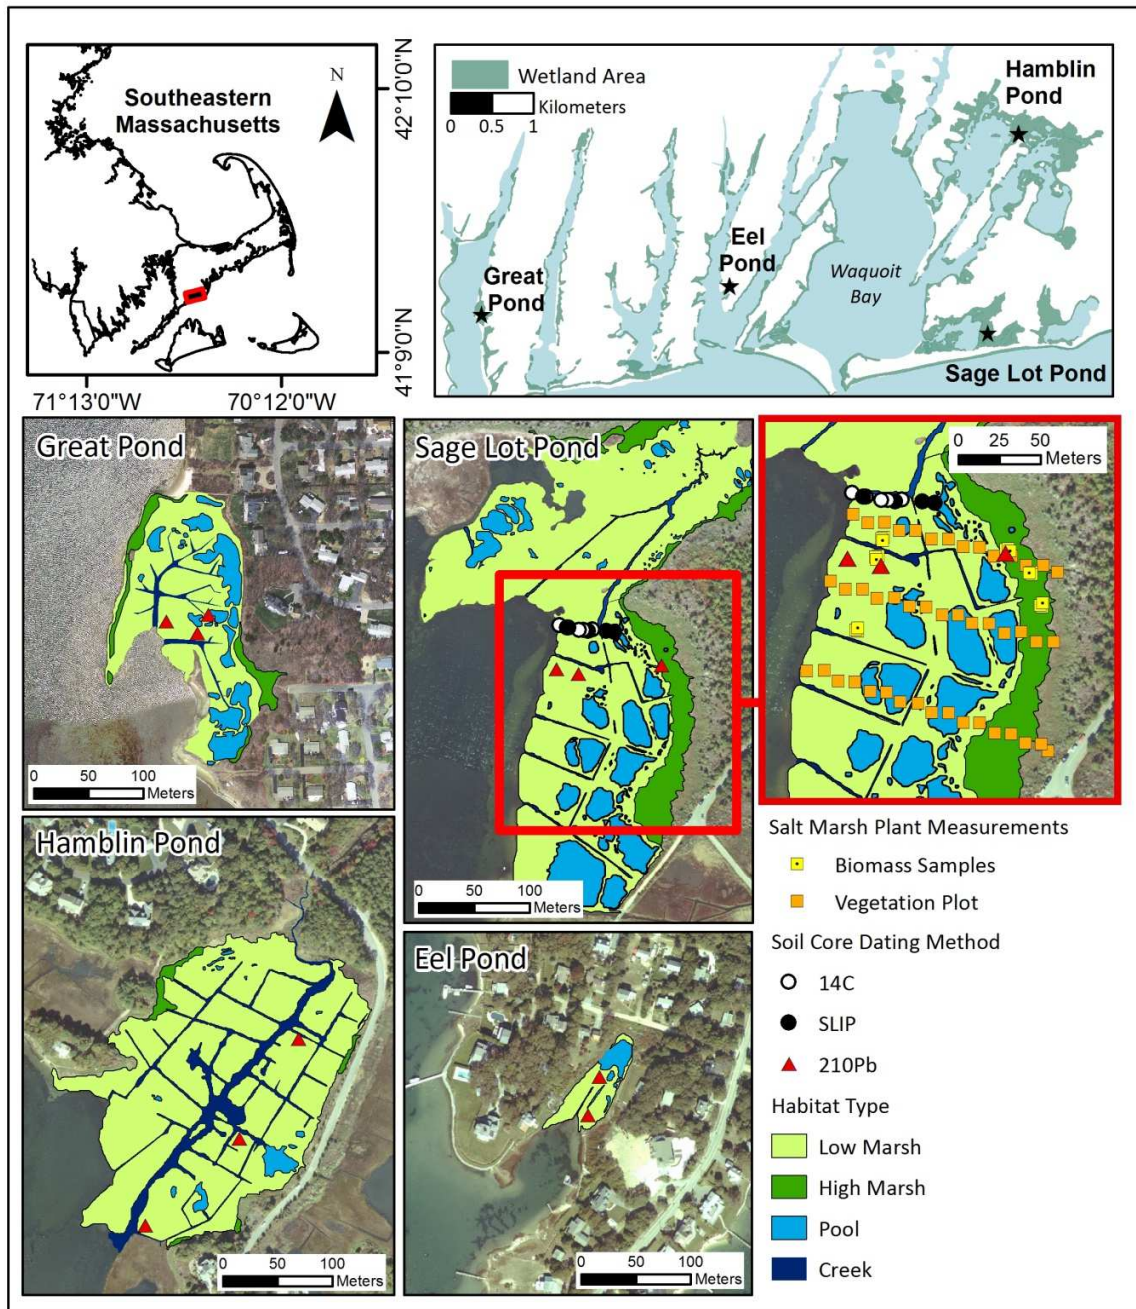 Southeastern
Massachusetts
N
42°10'0"N
41°9'0"N
71°13'0"W
70°12'0"W
Wetland Area
Kilometers
0 0.5 1
Hamblin
Pond
Eel
Pond
Great
Pond
Waquoit
Bay
Sage Lot Pond
Great Pond
0 50 100
Meters
Sage Lot Pond
0 50 100
Meters
0 25 50
Meters
Hamblin Pond
0 50 100
Meters
Eel Pond
0 50 100
Meters
Salt Marsh Plant Measurements
Biomass Samples
Vegetation Plot
Soil Core Dating Method
14C
SLIP
210Pb
Habitat Type
Low Marsh
High Marsh
Pool
Creek